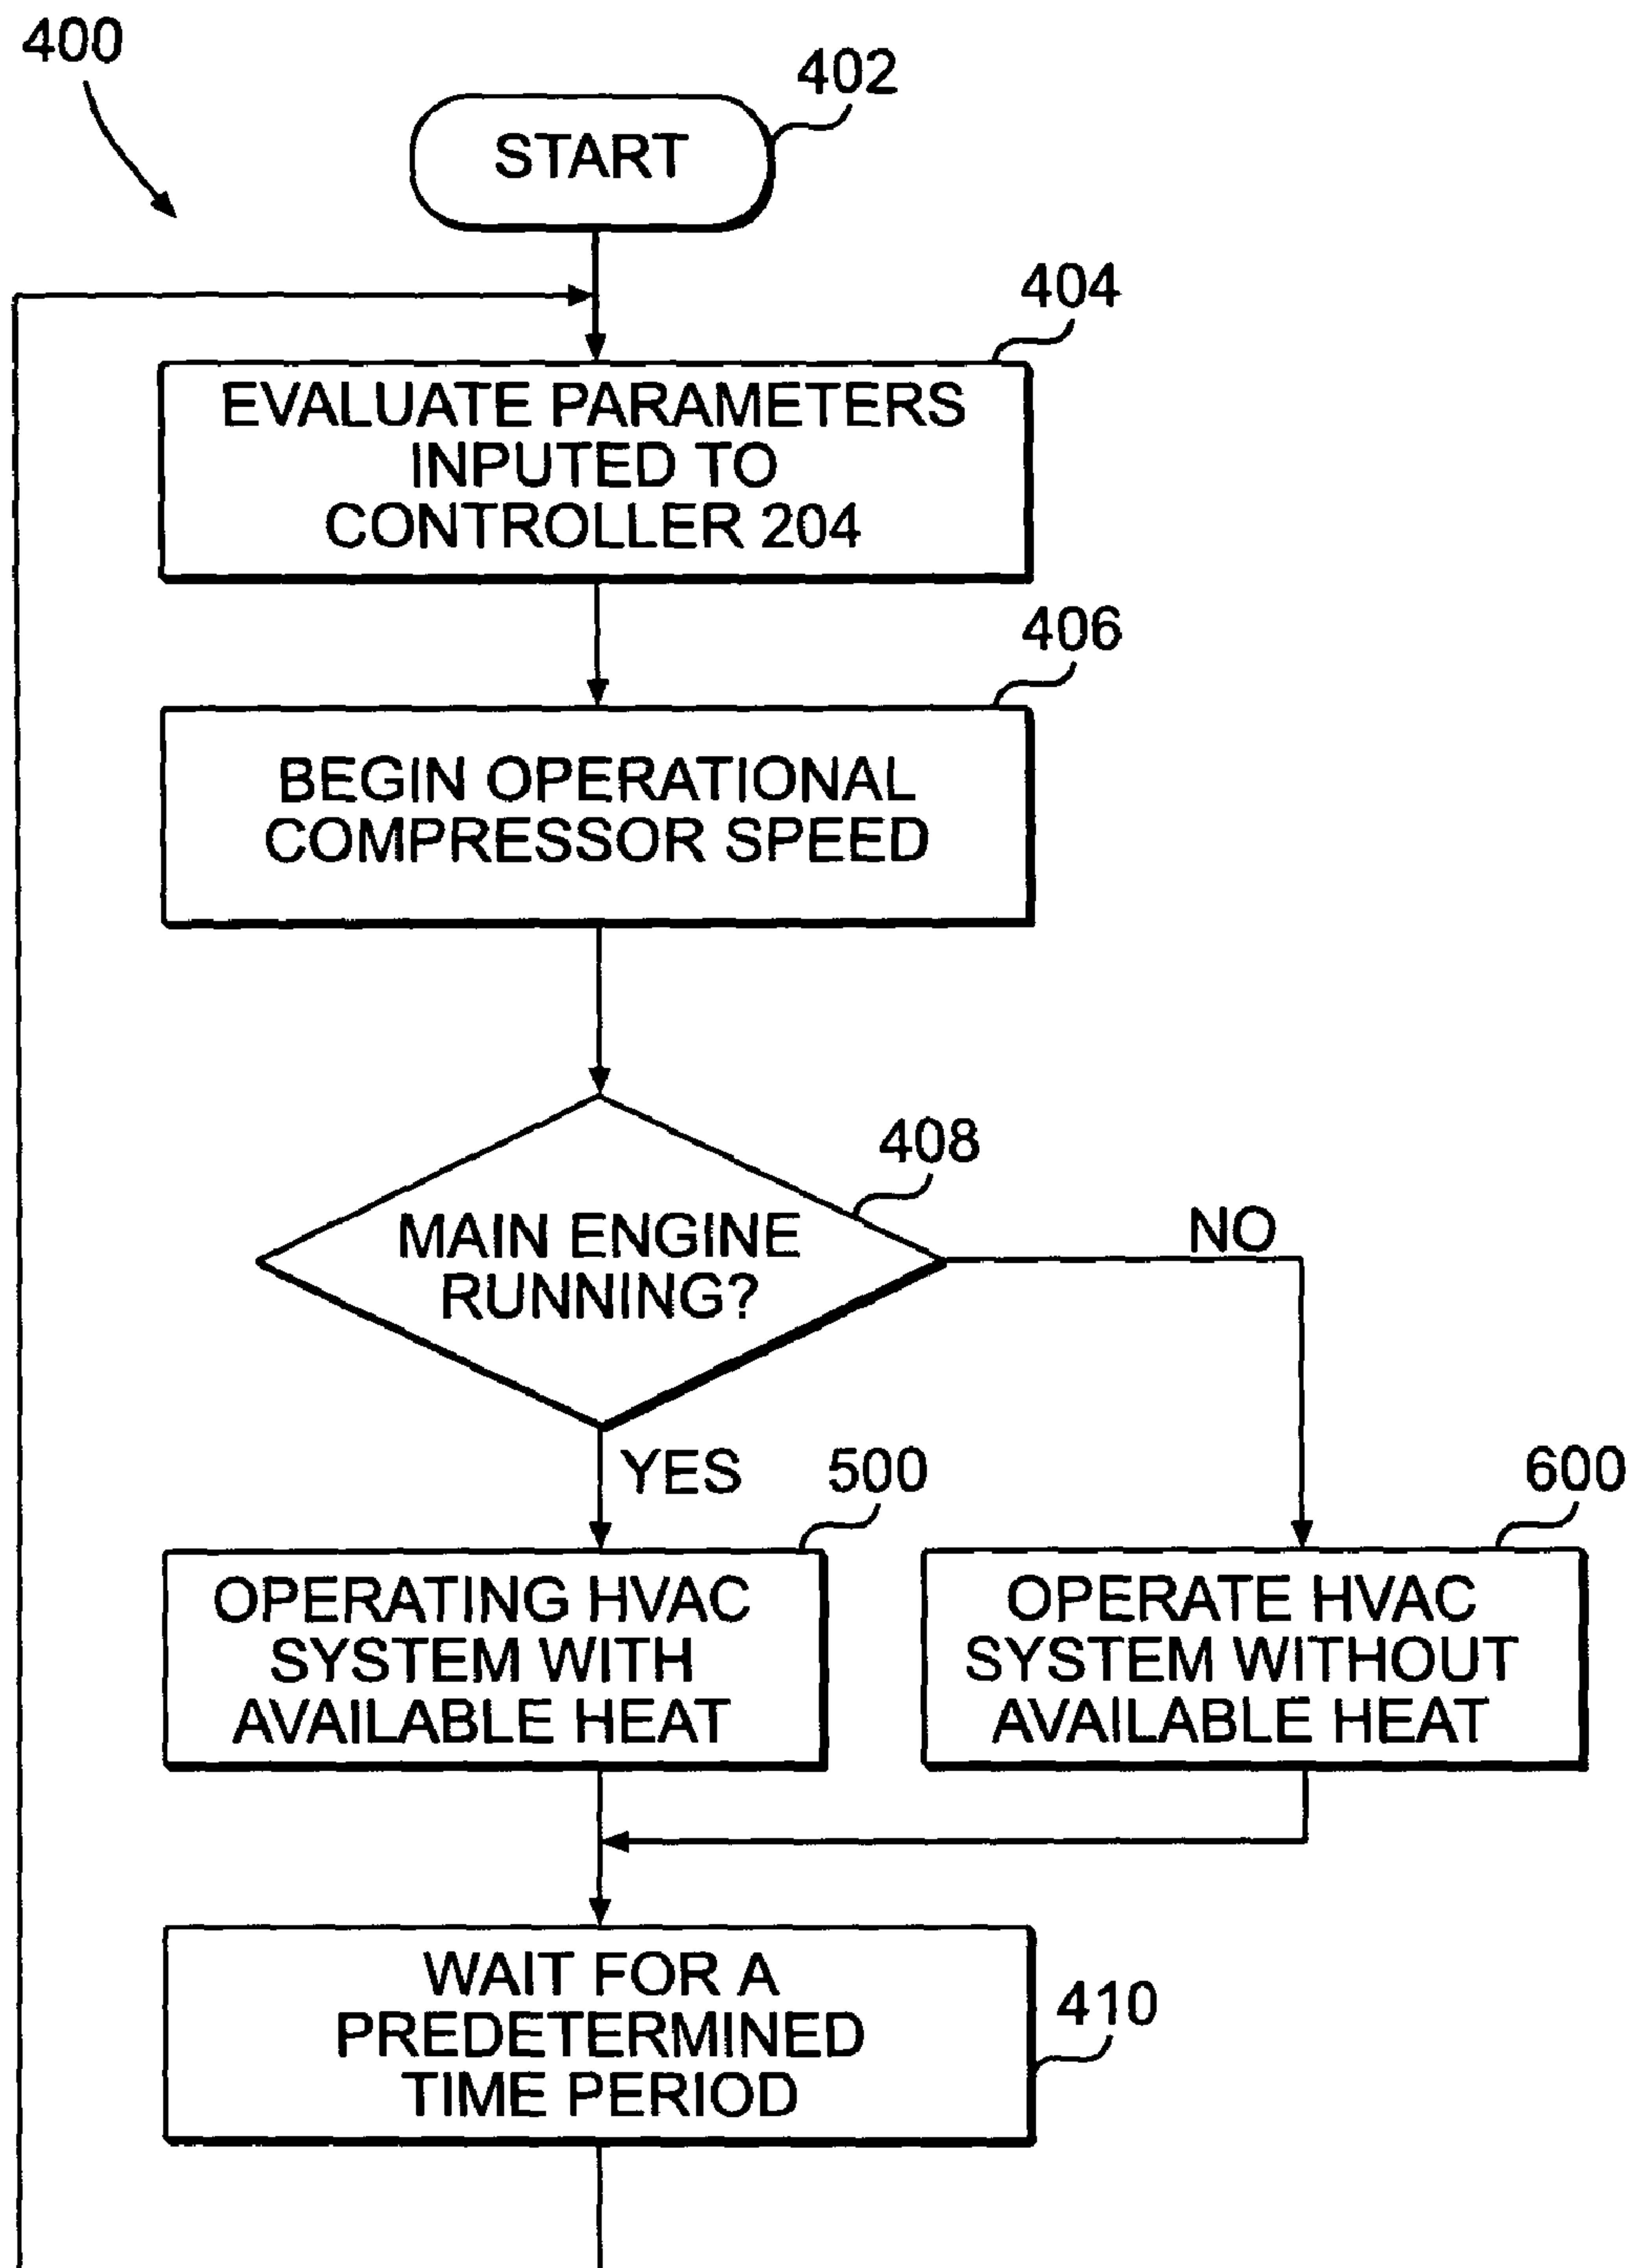 400
402
START
404
EVALUATE PARAMETERS
INPUTED TO
CONTROLLER 204
406
BEGIN OPERATIONAL
COMPRESSOR SPEED
408
MAIN ENGINE
RUNNING?
NO
YES
500
600
OPERATING HVAC
SYSTEM WITH
AVAILABLE HEAT
OPERATE HVAC
SYSTEM WITHOUT
AVAILABLE HEAT
WAIT FOR A
PREDETERMINED
TIME PERIOD
410